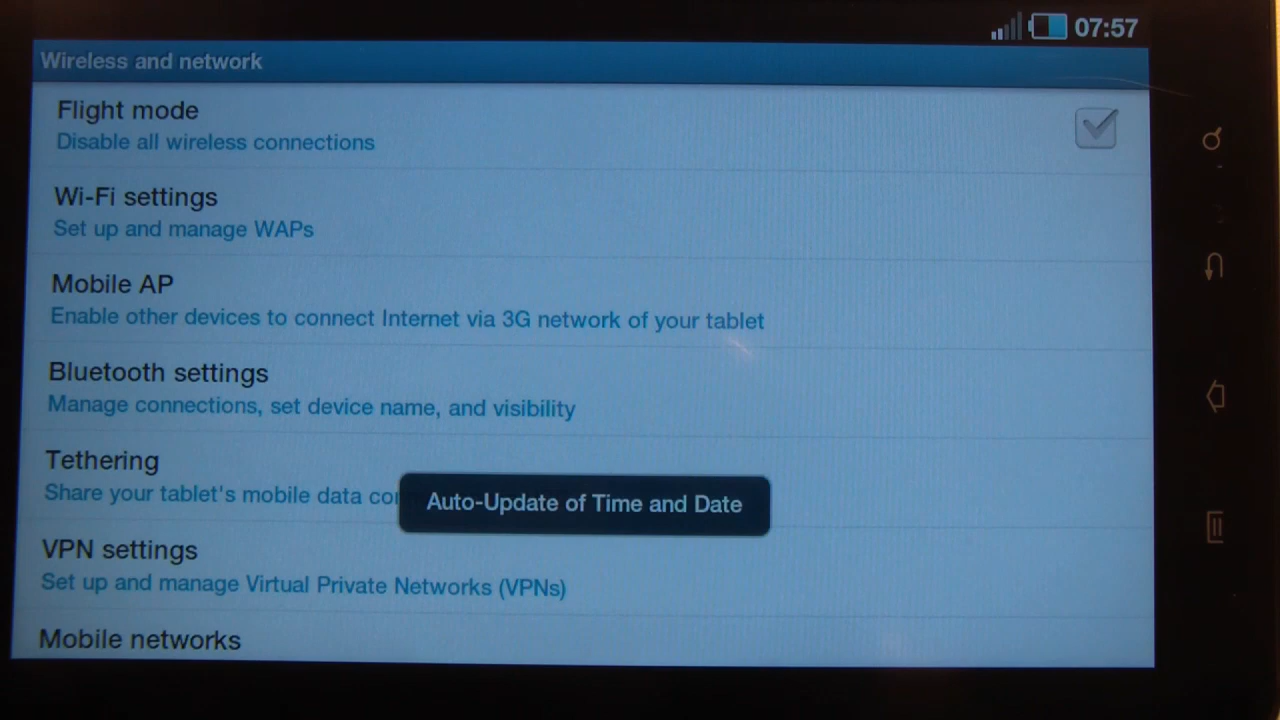 07:57
Wireless and network
Flight mode
Disable all wireless connections
Wi-Fi settings
Set up and manage WAPs
Mobile AP
Enable other devices to connect Internet via 3G network of your tablet
Bluetooth settings
Manage connections, set device name, and visibility
Tethering
Share your tablet's mobile data
Auto-Update of Time and Date
VPN settings
Set up and manage Virtual Private Networks (VPNs)
Mobile networks